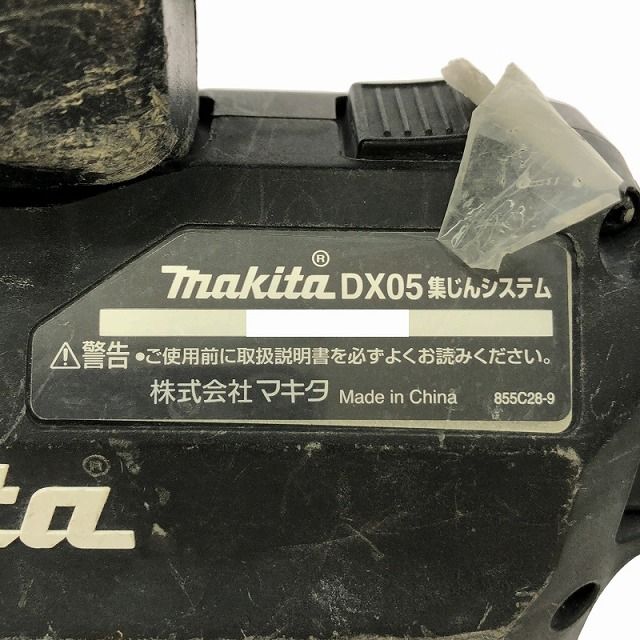 makita® DX05 集じんシステム
⚠警告 ●ご使用前に取扱説明書を必ずよくお読みください。
株式会社 マキタ Made in China 855C28-9
ta®